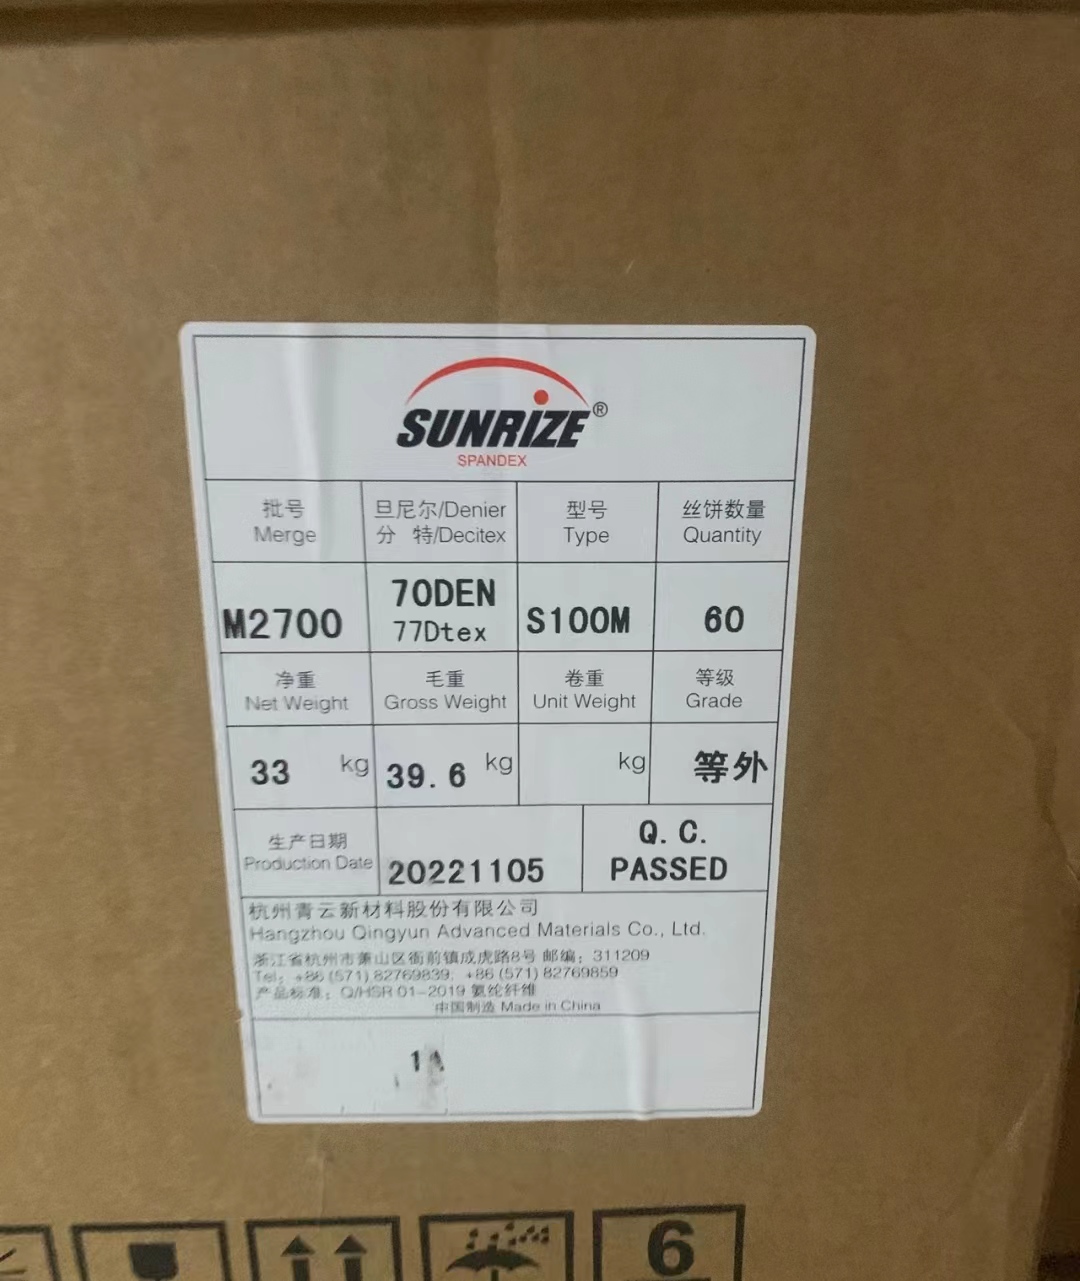 SUNRIZE®
SPANDEX
批号
Merge
旦尼尔/Denier
分 特/Decitex
型号
Type
丝饼数量
Quantity
M2700
70DEN
77Dtex
S100M
60
净重
Net Weight
毛重
Gross Weight
卷重
Unit Weight
等级
Grade
33 kg
39.6 kg
kg
等外
生产日期
Production Date
20221105
Q.C.
PASSED
杭州青云新材料股份有限公司
Hangzhou Qingyun Advanced Materials Co., Ltd.
浙江省杭州市萧山区衙前镇成虎路8号 邮编：311209
Tel：+86 (571) 82769839；+86 (571) 82769859
产品标准：Q/HSR 01-2019 氨纶纤维
中国制造 Made in China
1A
6